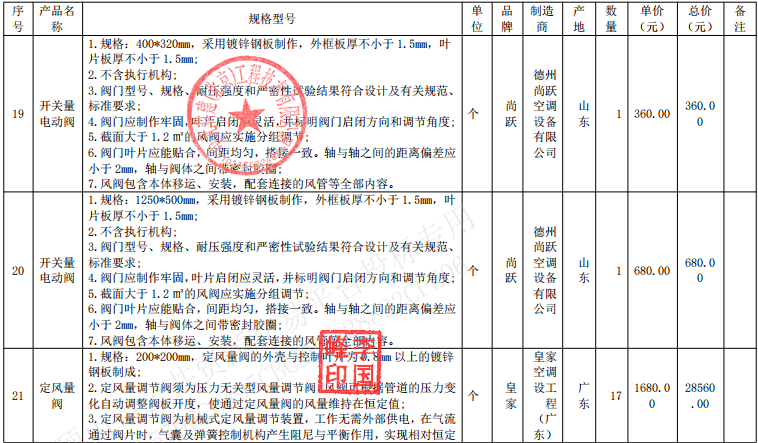 序号 产品名称 规格型号 单位 品牌 制造商 产地 数量 单价（元） 总价（元） 备注
19 开关量电动阀 个 尚跃 德州尚跃空调设备有限公司 山东 1 360.00 360.00
1.规格：400*320mm，采用镀锌钢板制作，外框板厚不小于1.5mm，叶
片板厚不小于1.5mm;
2.不含执行机构;
3.阀门型号、规格、耐压强度和严密性试验结果符合设计及有关规范、
标准要求;
4.阀门应制作牢固,叶片启闭应灵活,并标明阀门启闭方向和调节角度;
5.截面大于1.2㎡的风阀应实施分组调节;
6.阀门叶片应能贴合，间距均匀，搭接一致。轴与轴之间的距离偏差应
小于2mm，轴与阀体之间带密封胶圈;
7.风阀包含本体移运、安装，配套连接的风管等全部内容。
20 开关量电动阀 个 尚跃 德州尚跃空调设备有限公司 山东 1 680.00 680.00
1.规格：1250*500mm，采用镀锌钢板制作，外框板厚不小于1.5mm，叶
片板厚不小于1.5mm;
2.不含执行机构;
3.阀门型号、规格、耐压强度和严密性试验结果符合设计及有关规范、
标准要求;
4.阀门应制作牢固,叶片启闭应灵活,并标明阀门启闭方向和调节角度;
5.截面大于1.2㎡的风阀应实施分组调节;
6.阀门叶片应能贴合，间距均匀，搭接一致。轴与轴之间的距离偏差应
小于2mm，轴与阀体之间带密封胶圈;
7.风阀包含本体移运、安装，配套连接的风管等全部内容。
21 定风量阀 个 皇家 皇家空调设工程（广东） 广东 17 1680.00 28560.00
1.规格：200*200mm，定风量阀的外壳与控制叶片为0.8mm以上的镀锌
钢板制成;
2.定风量调节阀须为压力无关型风量调节阀，风阀可根据管道的压力变
化自动调整阀板开度，使通过定风量阀的风量维持在恒定值;
3.定风量调节阀为机械式定风量调节装置，工作无需外部供电，在气流
通过阀片时，气囊及弹簧控制机构产生阻尼与平衡作用，实现相对恒定